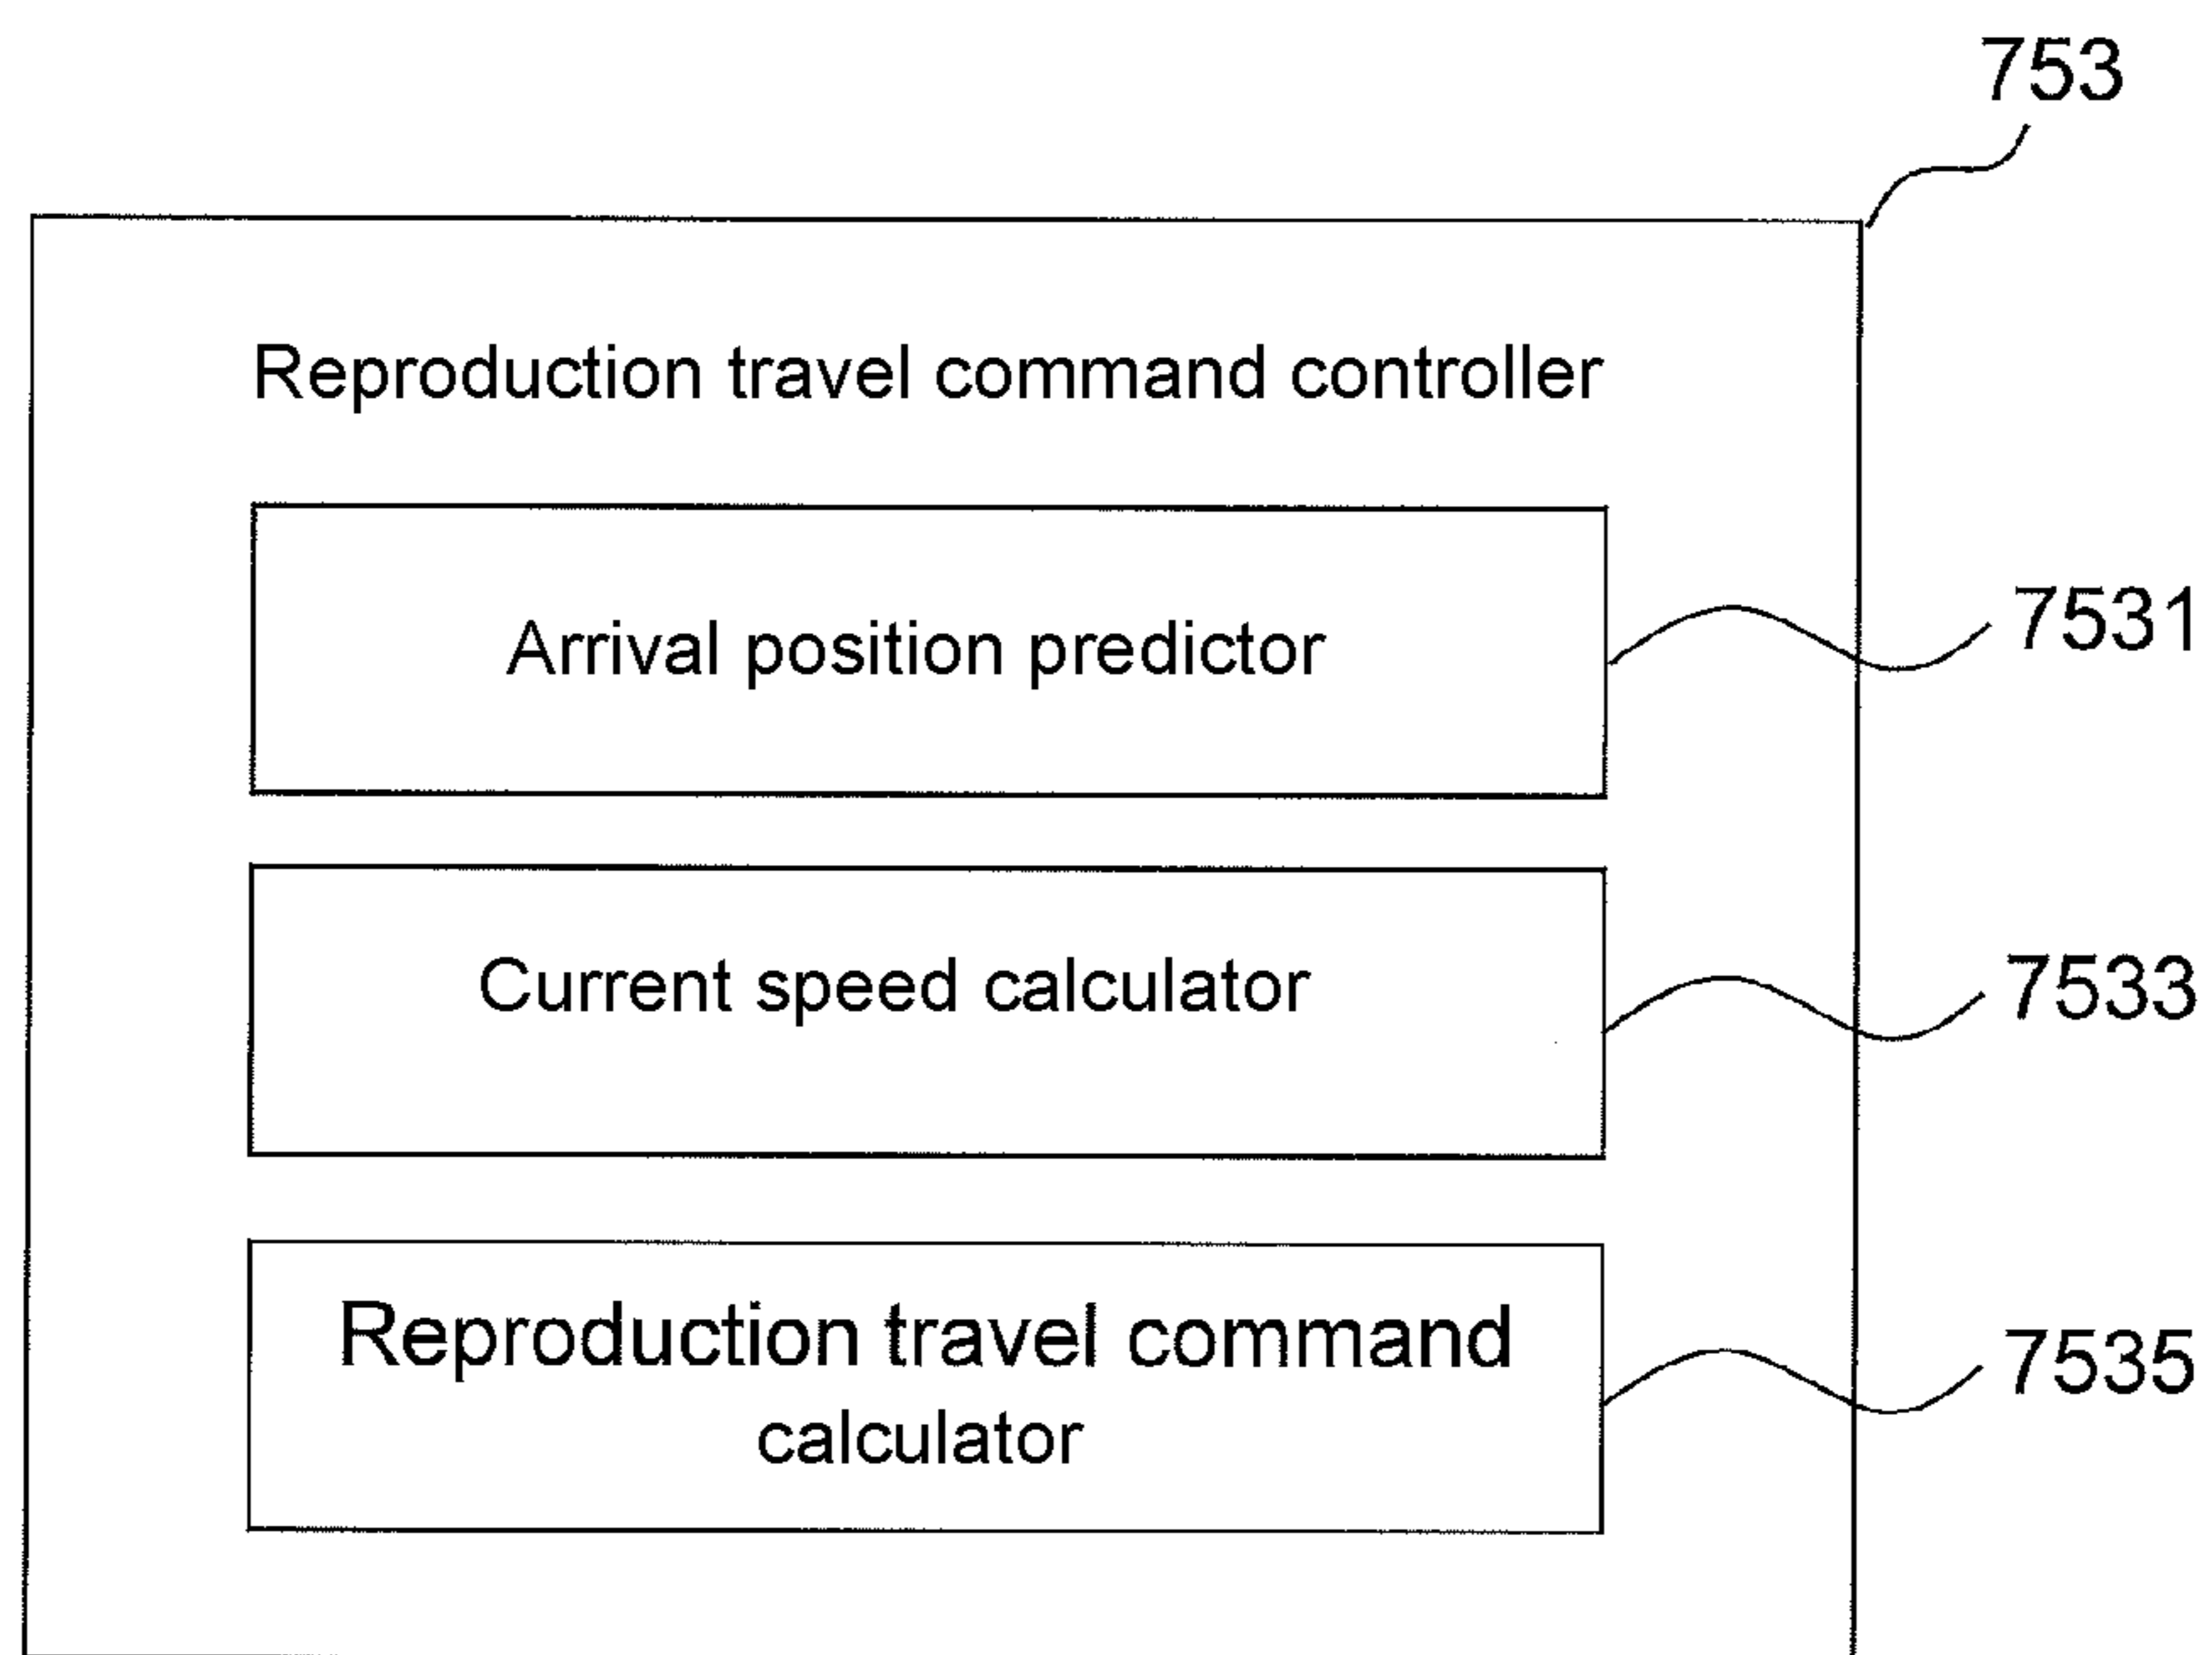 753
Reproduction travel command controller
Arrival position predictor
7531
Current speed calculator
7533
Reproduction travel command
calculator
7535